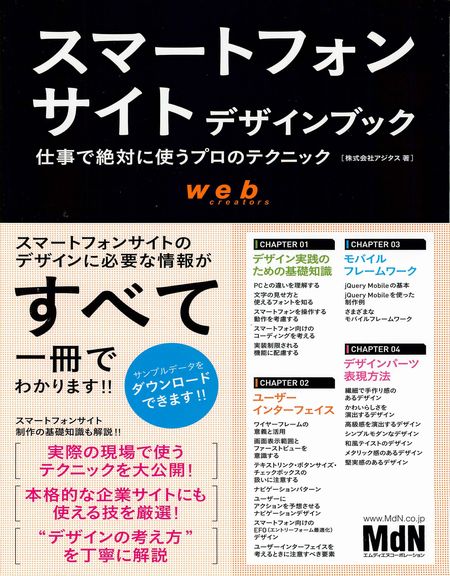 スマートフォン
サイト デザインブック
仕事で絶対に使うプロのテクニック [株式会社アジタス 著]
web
creators
スマートフォンサイトの
デザインに必要な情報が
すべて
一冊で
わかります!!
サンプルデータを
ダウンロード
できます!!
スマートフォンサイト
制作の基礎知識も解説!!
実際の現場で使う
テクニックを大公開!
本格的な企業サイトにも
使える技を厳選!
“デザインの考え方”
を丁寧に解説
CHAPTER 01
デザイン実践の
ための基礎知識
PCとの違いを理解する
文字の見せ方と
使えるフォントを知る
スマートフォンを操作する
動作を考慮する
スマートフォン向けの
コーディングを考える
実装制限される
機能に配慮する
CHAPTER 02
ユーザー
インターフェイス
ワイヤーフレームの
意義と活用
画面表示範囲と
ファーストビューを
意識する
テキストリンク・ボタンサイズ・
チェックボックスの
扱いに注意する
ナビゲーションパターン
ユーザーに
アクションを予想させる
ナビゲーションデザイン
スマートフォン向けの
EFO(エントリーフォーム最適化)
デザイン
ユーザーインターフェイスを
考えるときに注意すべき要素
CHAPTER 03
モバイル
フレームワーク
jQuery Mobileの基本
jQuery Mobileを使った
制作例
さまざまな
モバイルフレームワーク
CHAPTER 04
デザインパーツ
表現方法
繊細で手作り感の
あるデザイン
かわいらしさを
演出するデザイン
高級感を演出するデザイン
シンプルモダンなデザイン
和風テイストのデザイン
メタリック感のあるデザイン
堅実感のあるデザイン
www.MdN.co.jp
MdN
エムディエヌコーポレーション